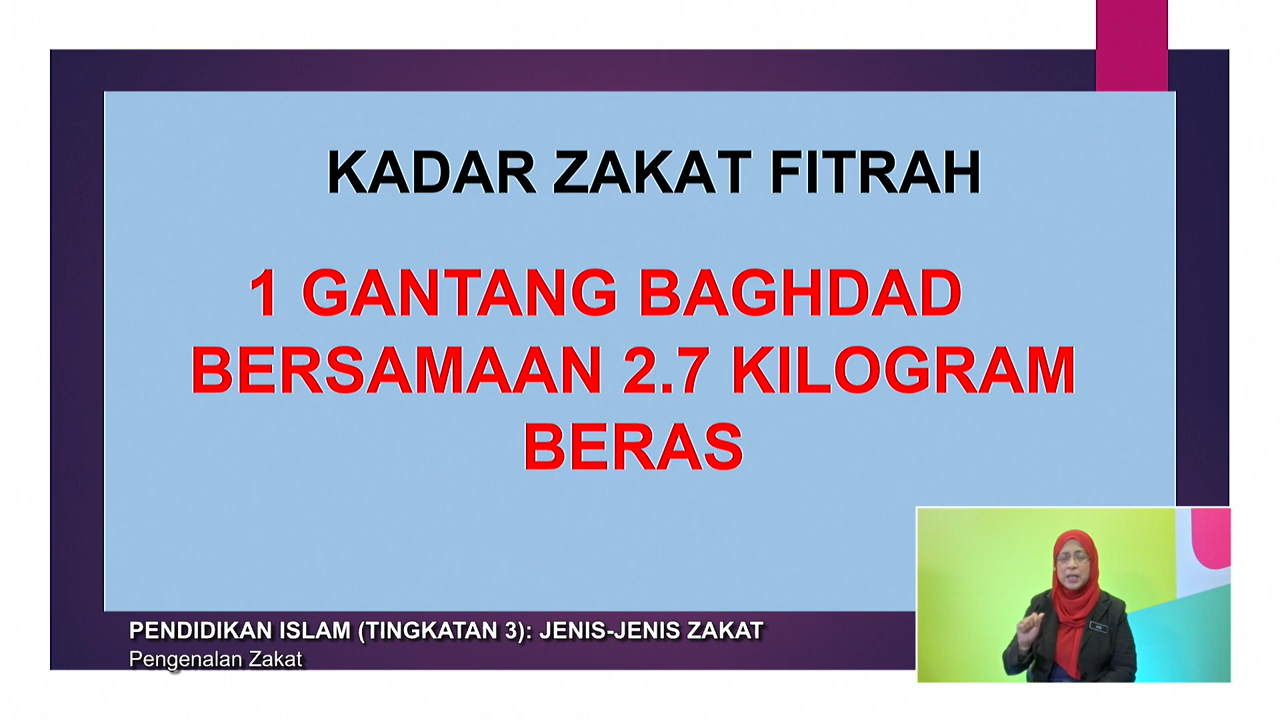 KADAR ZAKAT FITRAH
1 GANTANG BAGHDAD
BERSAMAAN 2.7 KILOGRAM
BERAS
PENDIDIKAN ISLAM (TINGKATAN 3): JENIS-JENIS ZAKAT
Pengenalan Zakat